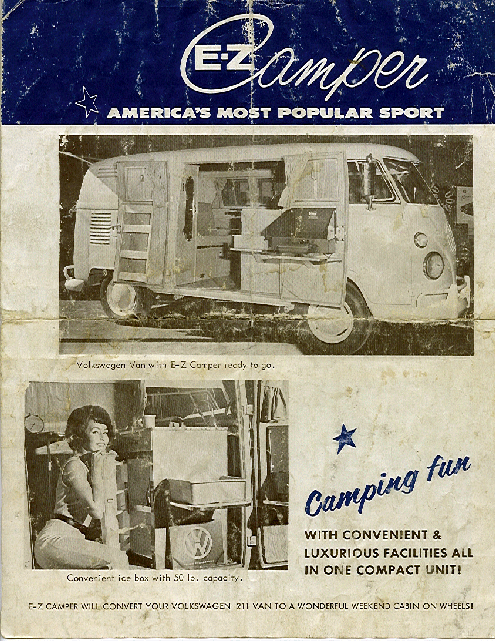 E-Z Camper
AMERICA'S MOST POPULAR SPORT
Volkswagen Van with E-Z Camper ready to go.
Camping fun
WITH CONVENIENT &
LUXURIOUS FACILITIES ALL
IN ONE COMPACT UNIT!
Convenient ice box with 50 lb. capacity.
E-Z CAMPER WILL CONVERT YOUR VOLKSWAGEN 211 VAN TO A WONDERFUL WEEKEND CABIN ON WHEELS!!